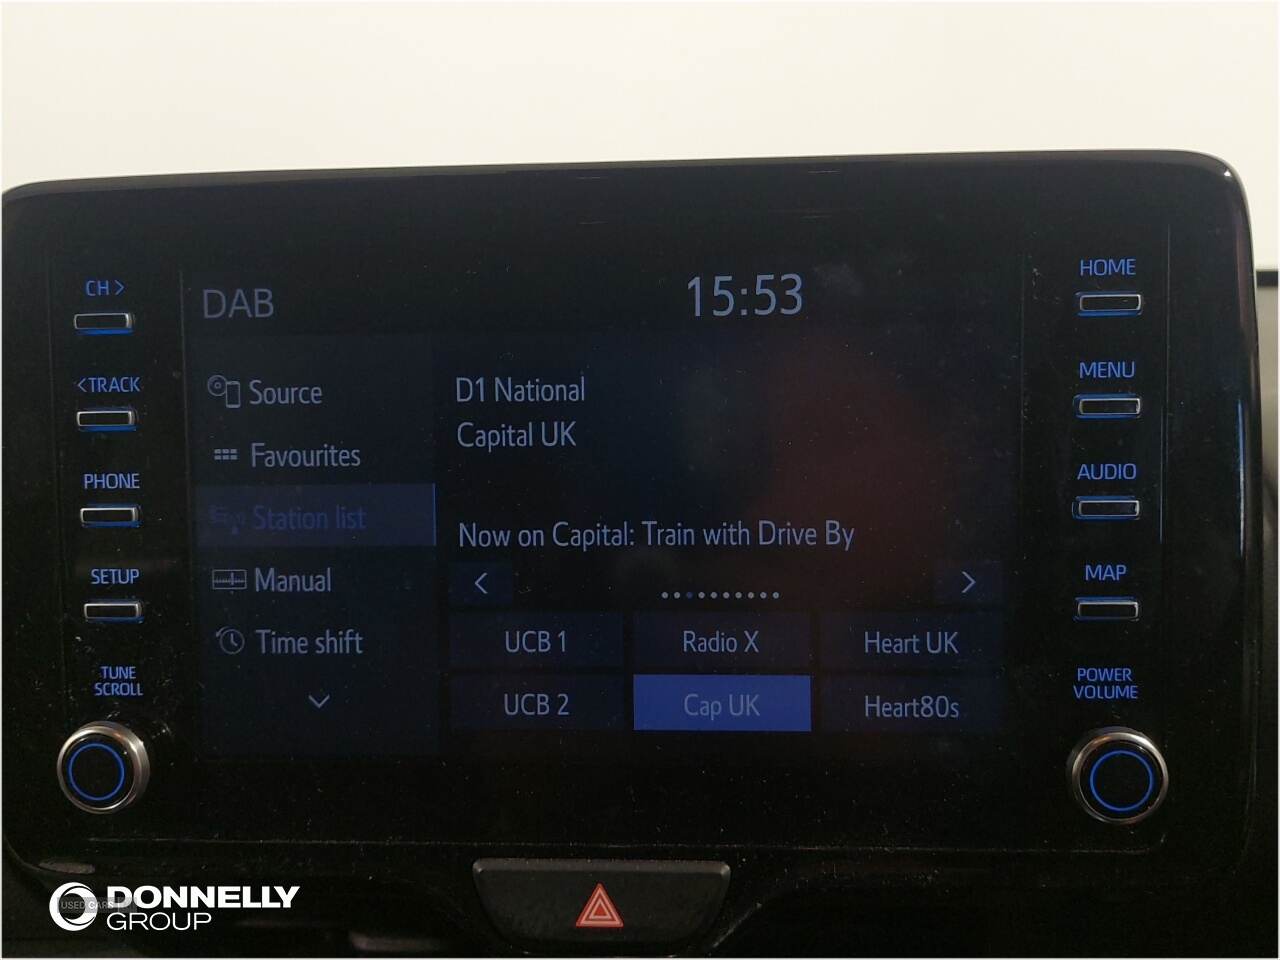 CH >
<TRACK
PHONE
SETUP
TUNE
SCROLL
DAB
15:53
Source
Favourites
Station list
Manual
Time shift
D1 National
Capital UK
Now on Capital: Train with Drive By
UCB 1
Radio X
Heart UK
UCB 2
Cap UK
Heart80s
HOME
MENU
AUDIO
MAP
POWER
VOLUME
USED CARS
DONNELLY
GROUP